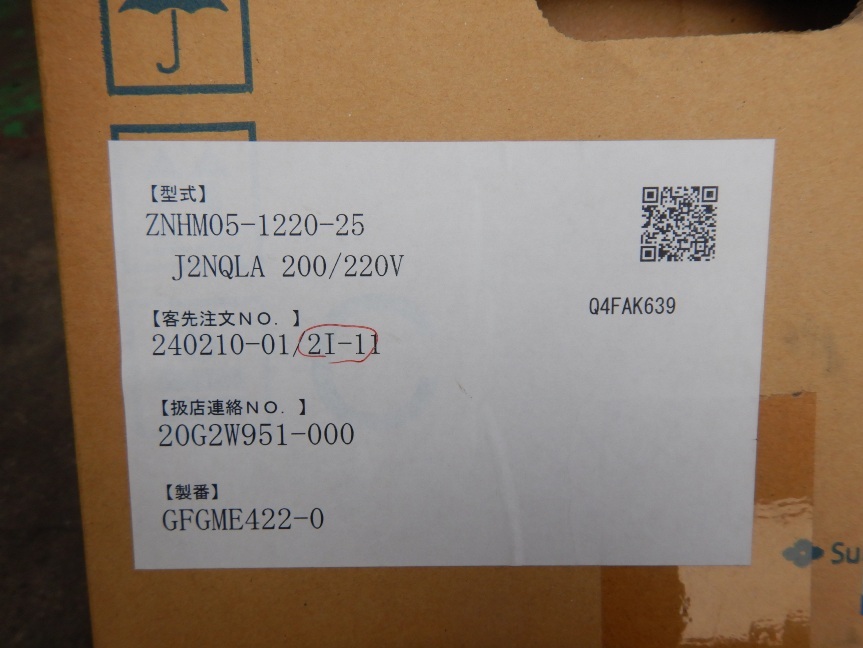 【型式】
ZNHM05-1220-25
J2NQLA 200/220V
Q4FAK639
【客先注文NO. 】
240210-01/2I-11
【扱店連絡NO. 】
20G2W951-000
【製番】
GFGME422-0
Su